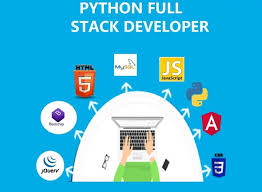 PYTHON FULL
STACK DEVELOPER
HTML
5
MySQL
JS
JavaScript
B
Bootstrap
A
jQuery
CSS
3